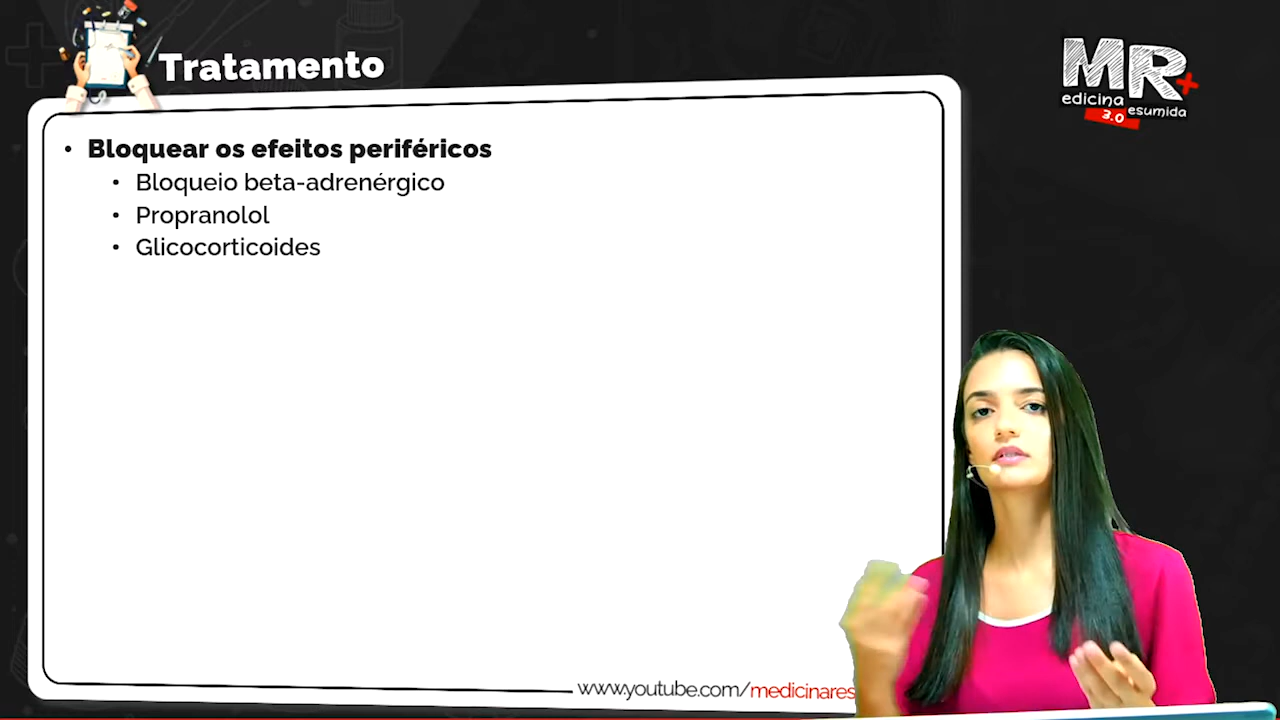 Tratamento
MR+
edicina esumida
3.0
• Bloquear os efeitos periféricos
• Bloqueio beta-adrenérgico
• Propranolol
• Glicocorticoides
www.youtube.com/medicinares